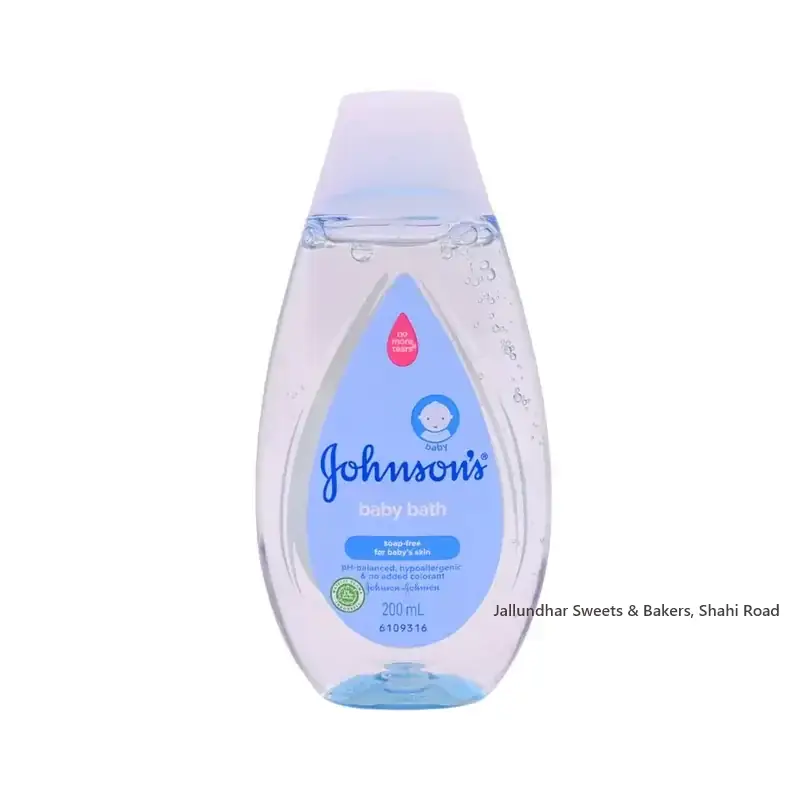 no
more
tears
baby
Johnson's®
baby bath
soap-free
for baby's skin
pH-balanced, hypoallergenic
& no added colorant
Johnson & Johnson
200 mL
6109316
Jallundhar Sweets & Bakers, Shahi Road